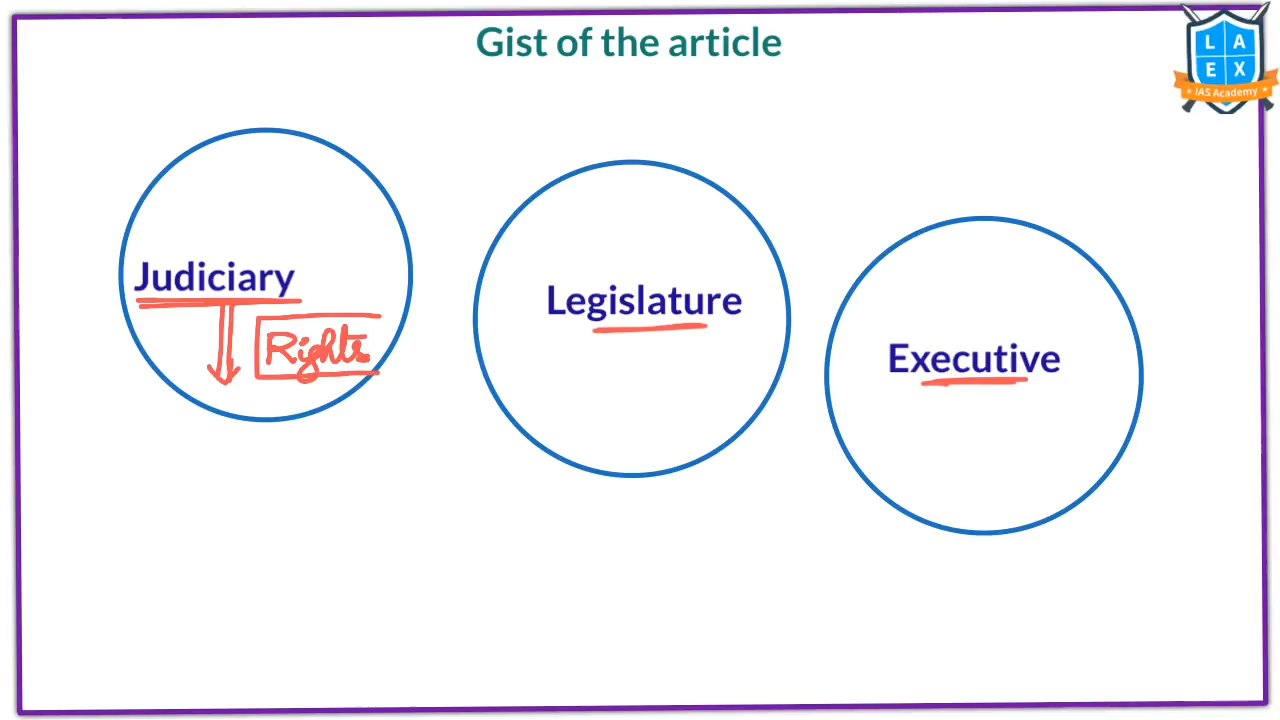 Gist of the article
L A
E X
IAS Academy
Judiciary
Rights
Legislature
Executive